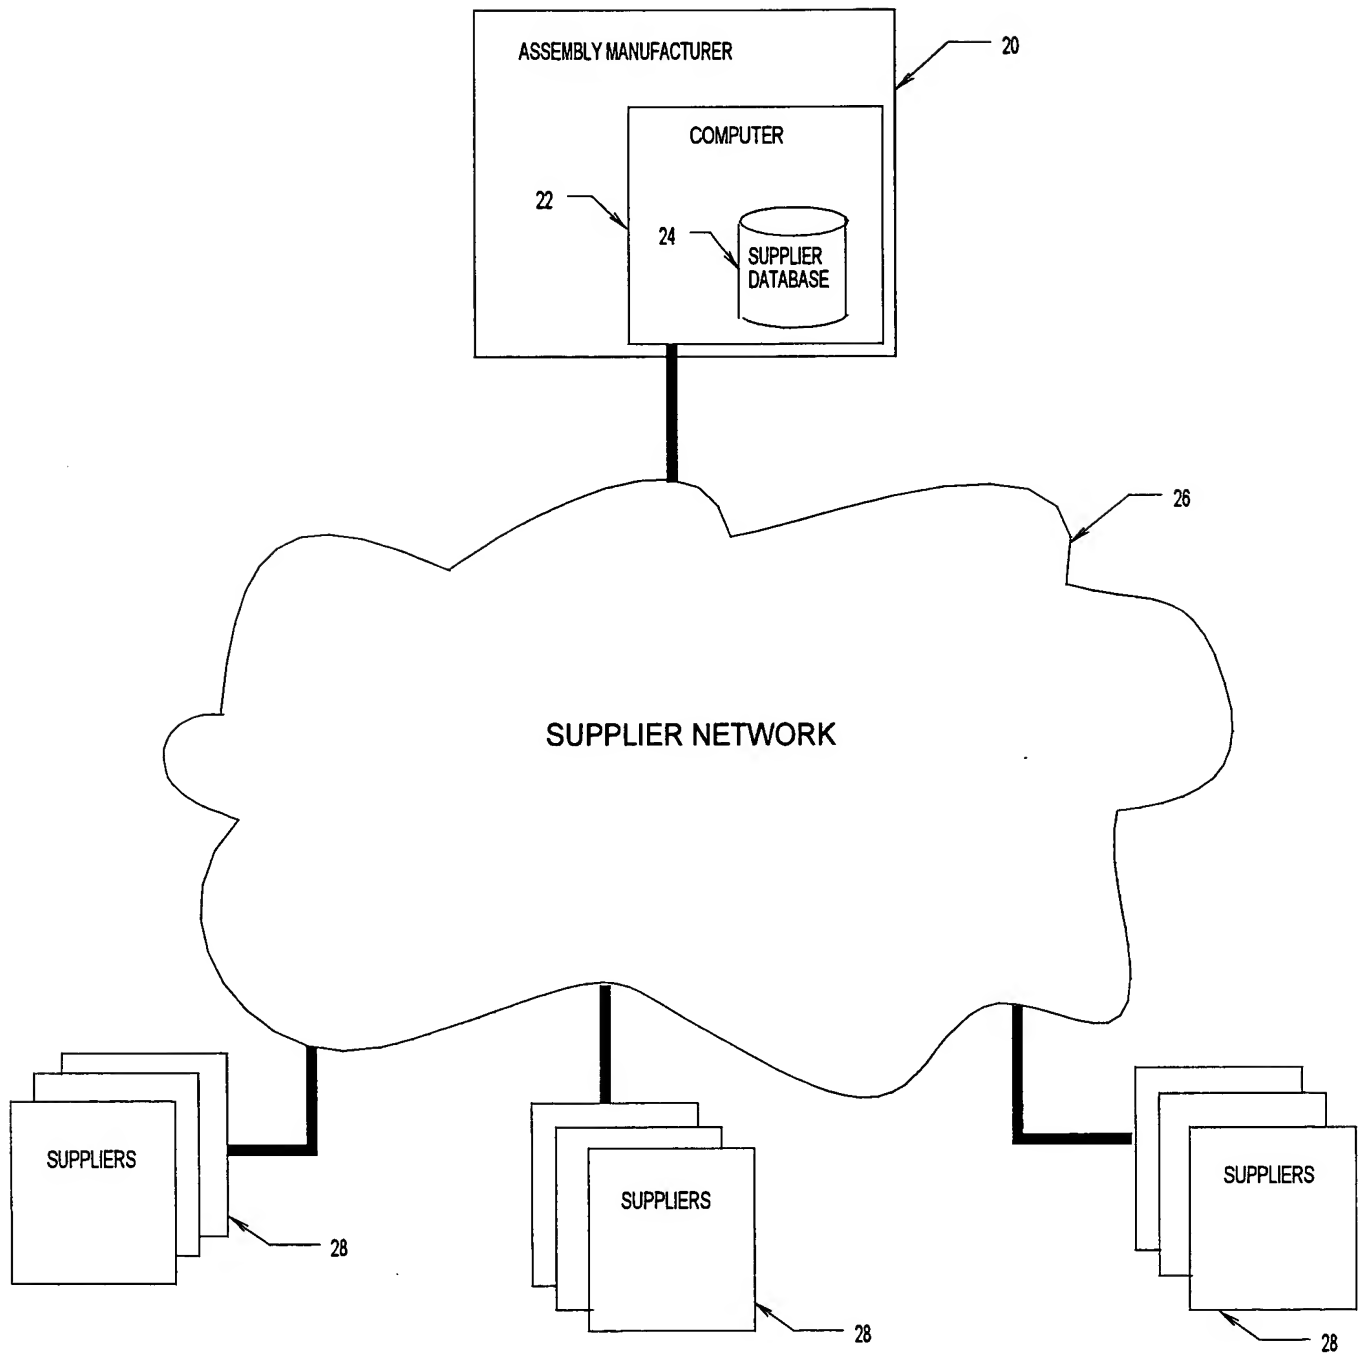 ASSEMBLY MANUFACTURER
20
COMPUTER
22
24
SUPPLIER
DATABASE
26
SUPPLIER NETWORK
SUPPLIERS
28
SUPPLIERS
28
SUPPLIERS
28